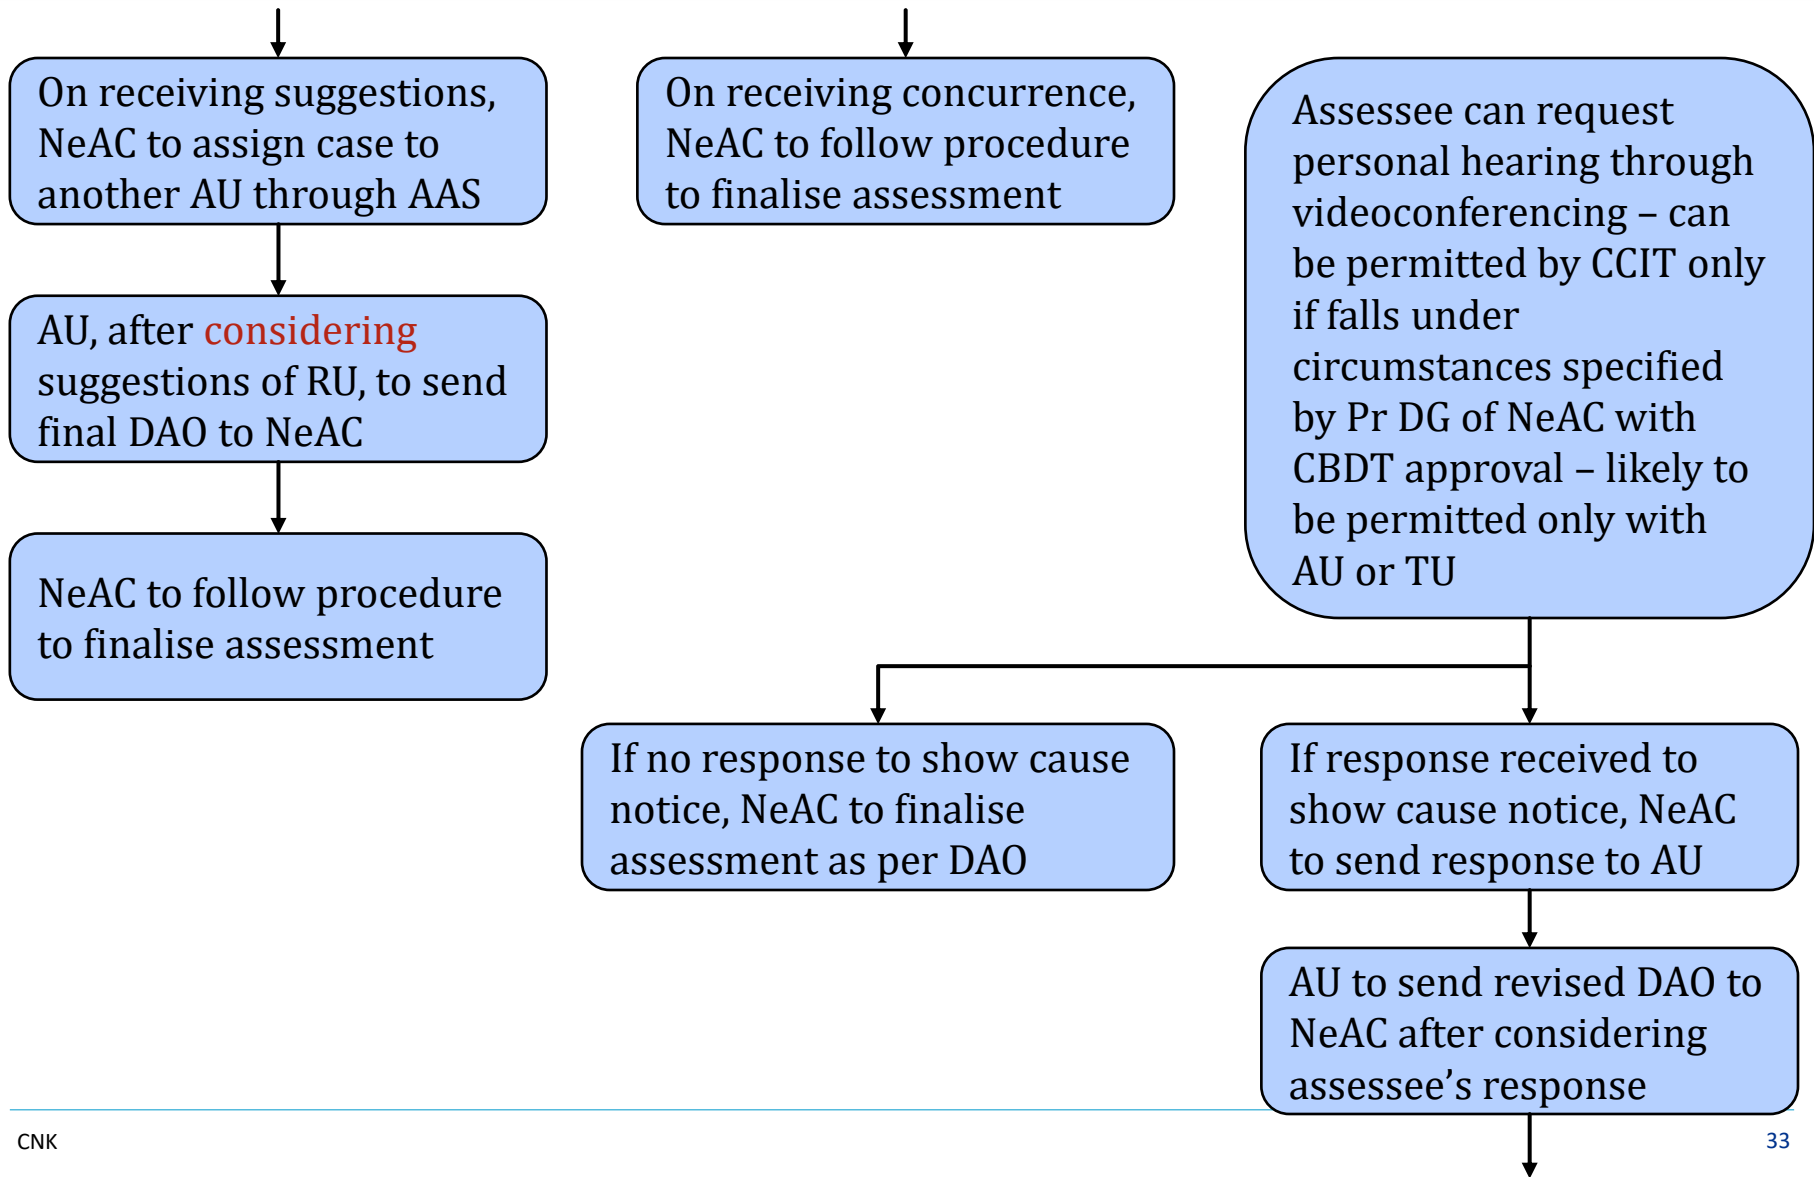 On receiving suggestions,
NeAC to assign case to
another AU through AAS
AU, after considering
suggestions of RU, to send
final DAO to NeAC
NeAC to follow procedure
to finalise assessment
On receiving concurrence,
NeAC to follow procedure
to finalise assessment
Assessee can request
personal hearing through
videoconferencing – can
be permitted by CCIT only
if falls under
circumstances specified
by Pr DG of NeAC with
CBDT approval – likely to
be permitted only with
AU or TU
If no response to show cause
notice, NeAC to finalise
assessment as per DAO
If response received to
show cause notice, NeAC
to send response to AU
AU to send revised DAO to
NeAC after considering
assessee’s response
CNK
33